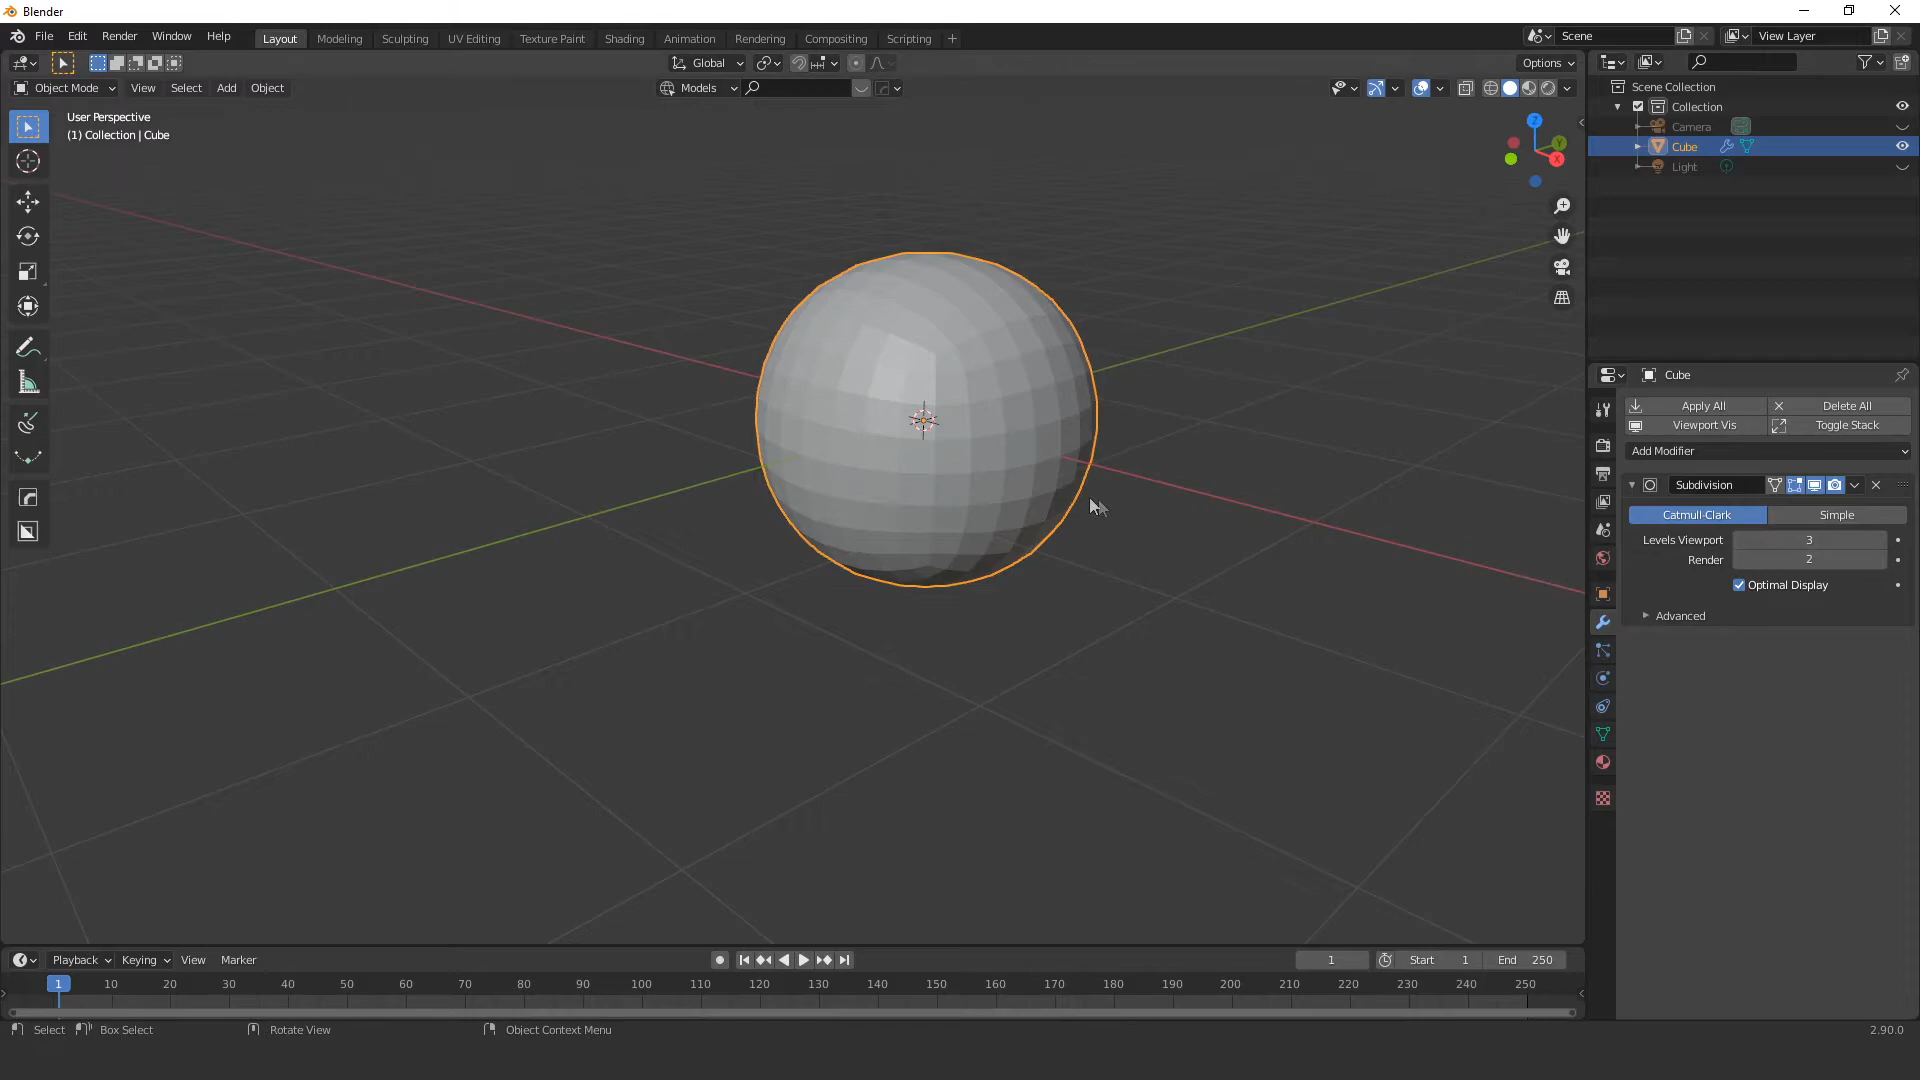 Blender
File Edit Render Window Help Layout Modeling Sculpting UV Editing Texture Paint Shading Animation Rendering Compositing Scripting + Scene View Layer
Global Options
Object Mode View Select Add Object Models
User Perspective
(1) Collection | Cube
Z
Y
X
Scene Collection
Collection
Camera
Cube
Light
Cube
Apply All Delete All
Viewport Vis Toggle Stack
Add Modifier
Subdivision
Catmull-Clark Simple
Levels Viewport 3
Render 2
Optimal Display
Advanced
Playback Keying View Marker 1 Start 1 End 250
1 10 20 30 40 50 60 70 80 90 100 110 120 130 140 150 160 170 180 190 200 210 220 230 240 250
Select Box Select Rotate View Object Context Menu 2.90.0